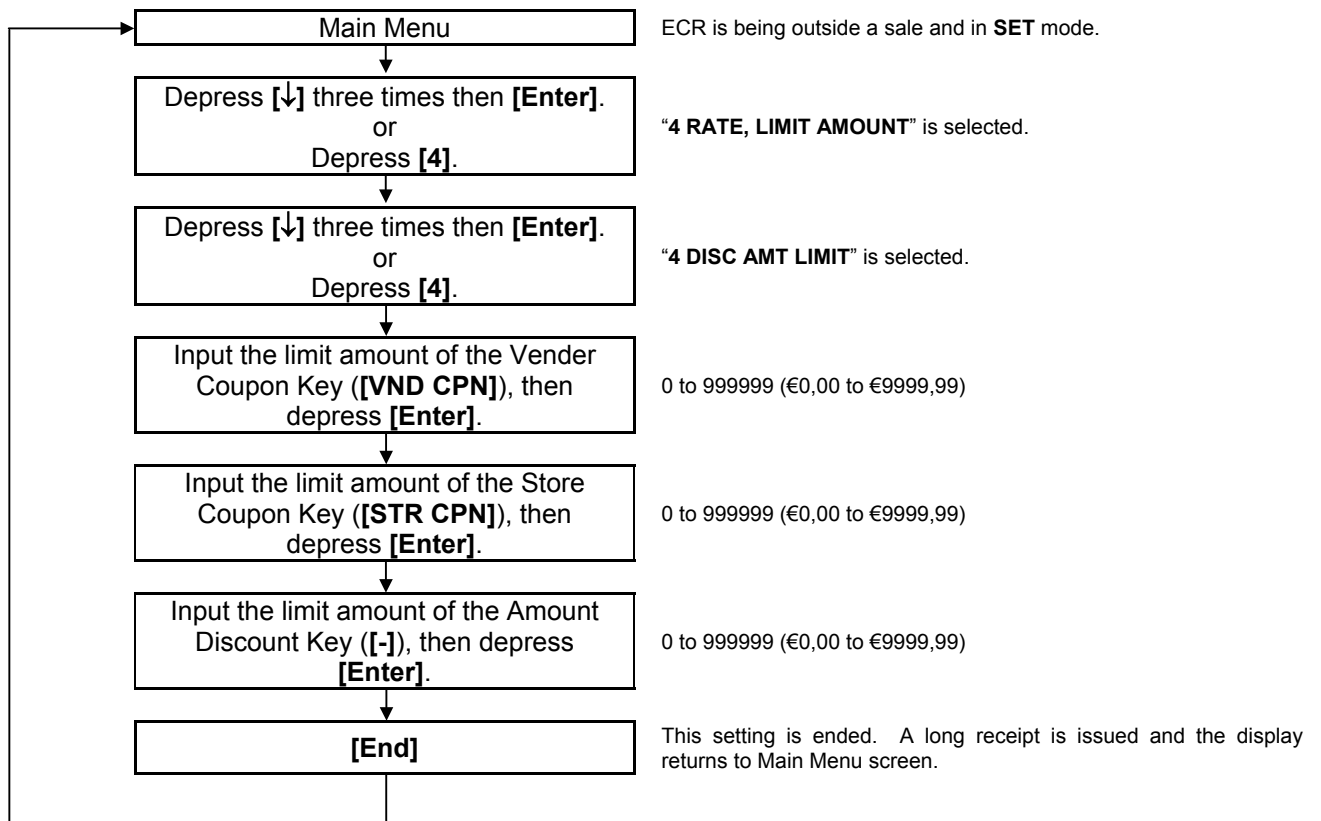 Main Menu
ECR is being outside a sale and in SET mode.
Depress [↓] three times then [Enter].
or
Depress [4].
“4 RATE, LIMIT AMOUNT” is selected.
Depress [↓] three times then [Enter].
or
Depress [4].
“4 DISC AMT LIMIT” is selected.
Input the limit amount of the Vender
Coupon Key ([VND CPN]), then
depress [Enter].
0 to 999999 (€0,00 to €9999,99)
Input the limit amount of the Store
Coupon Key ([STR CPN]), then
depress [Enter].
0 to 999999 (€0,00 to €9999,99)
Input the limit amount of the Amount
Discount Key ([-]), then depress
[Enter].
0 to 999999 (€0,00 to €9999,99)
[End]
This setting is ended. A long receipt is issued and the display
returns to Main Menu screen.